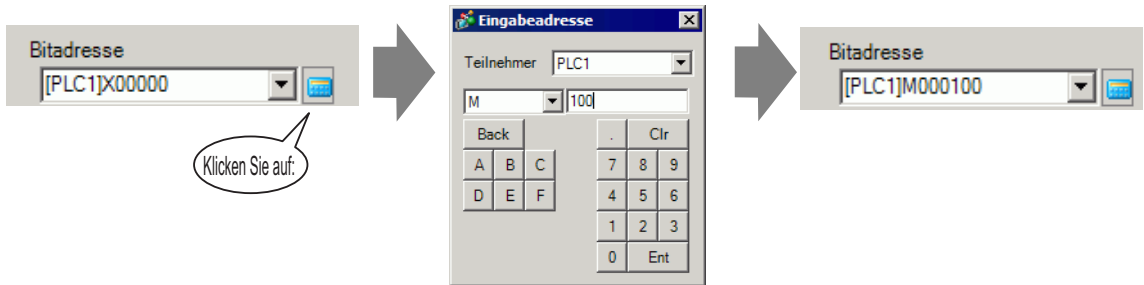 Bitadresse
[PLC1]X00000
Klicken Sie auf:
Eingabeadresse
Teilnehmer PLC1
M 100
Back . Clr
A B C 7 8 9
D E F 4 5 6
1 2 3
0 Ent
Bitadresse
[PLC1]M000100